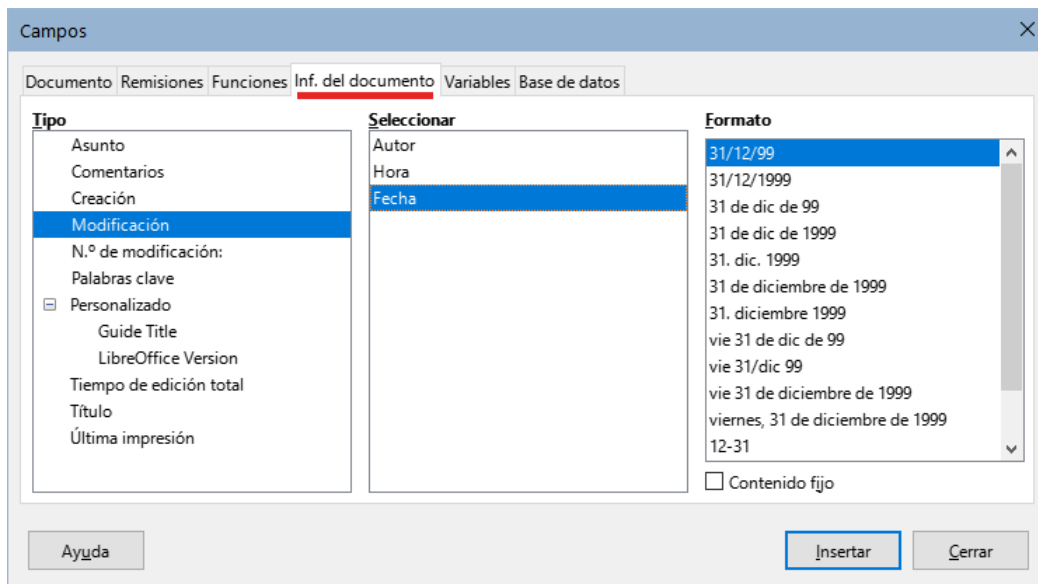 Campos
Documento Remisiones Funciones Inf. del documento Variables Base de datos
Tipo
Asunto
Comentarios
Creación
Modificación
N.º de modificación:
Palabras clave
Personalizado
Guide Title
LibreOffice Version
Tiempo de edición total
Título
Última impresión
Seleccionar
Autor
Hora
Fecha
Formato
31/12/99
31/12/1999
31 de dic de 99
31 de dic de 1999
31. dic. 1999
31 de diciembre de 1999
31. diciembre 1999
vie 31 de dic de 99
vie 31/dic 99
vie 31 de diciembre de 1999
viernes, 31 de diciembre de 1999
12-31
Contenido fijo
Ayuda
Insertar
Cerrar